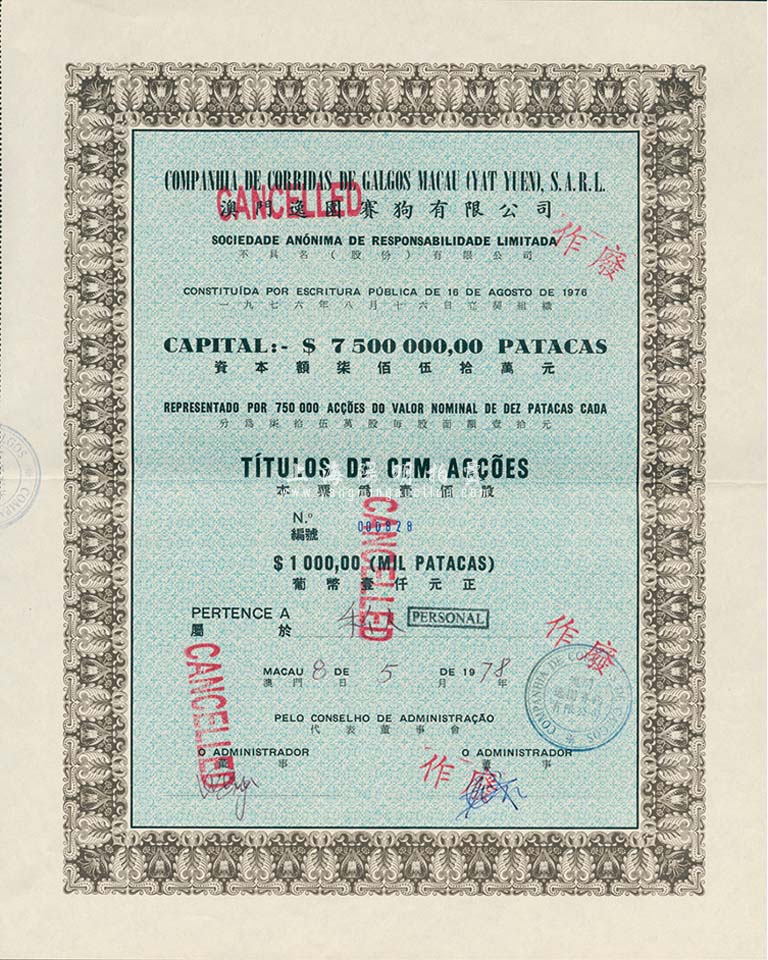 COMPANHIA DE CORRIDAS DE GALGOS MACAU (YAT YUEN), S.A.R.L.
CANCELLED
澳門逸園賽狗有限公司
作廢
SOCIEDADE ANÓNIMA DE RESPONSABILIDADE LIMITADA
不具名(股份)有限公司
CONSTITUÍDA POR ESCRITURA PÚBLICA DE 16 DE AGOSTO DE 1976
一九七六年八月十六日立契組織
CAPITAL:- $ 7 500 000,00 PATACAS
資本額柒佰伍拾萬元
REPRESENTADO POR 750 000 ACÇÕES DO VALOR NOMINAL DE DEZ PATACAS CADA
分爲柒拾伍萬股每股面額壹拾元
TÍTULOS DE CEM ACÇÕES
本票爲壹佰股
N.º 000828
編號
CANCELLED
$ 1 000,00 (MIL PATACAS)
葡幣壹仟元正
PERTENCE A PERSONAL
屬於
作廢
CANCELLED
MACAU 8 DE 5 DE 1978
澳門日月年
PELO CONSELHO DE ADMINISTRAÇÃO
代表董事會
O ADMINISTRADOR O ADMINISTRADOR
董事 董事
作廢